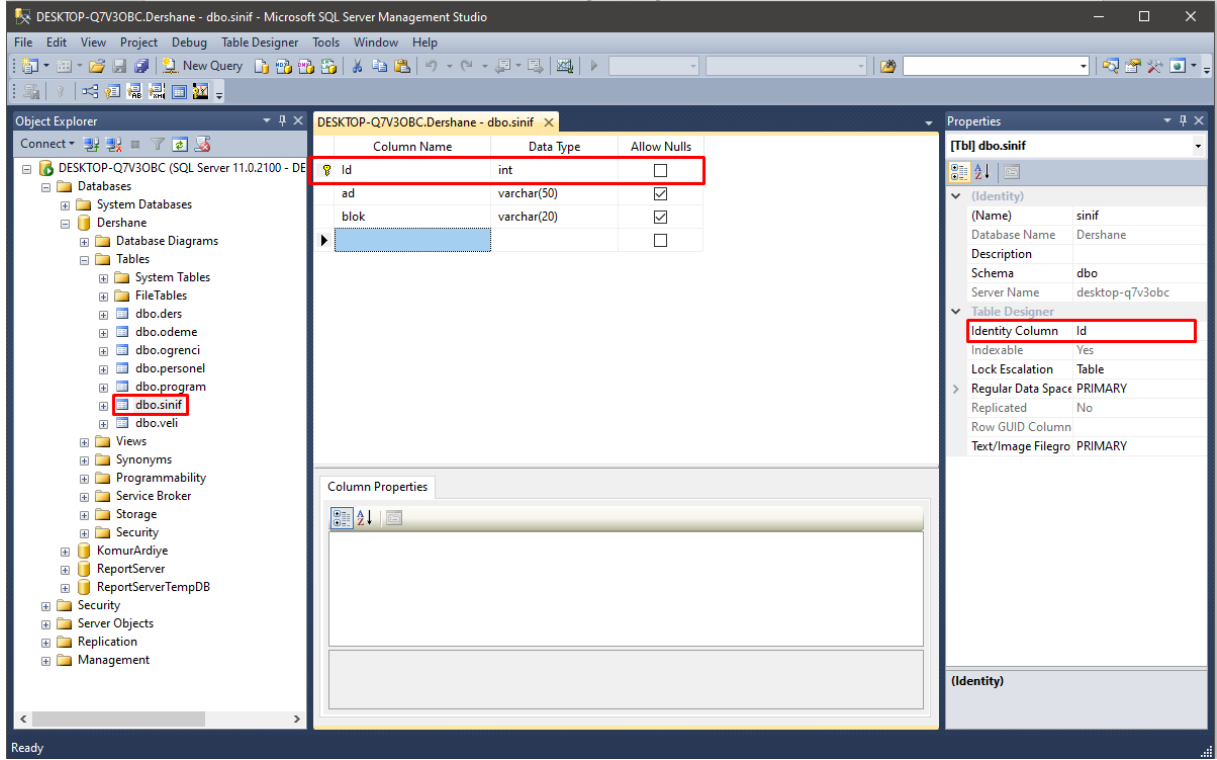 DESKTOP-Q7V3OBC.Dershane - dbo.sinif - Microsoft SQL Server Management Studio
File Edit View Project Debug Table Designer Tools Window Help
New Query
Object Explorer
Connect
DESKTOP-Q7V3OBC (SQL Server 11.0.2100 - DE
Databases
System Databases
Dershane
Database Diagrams
Tables
System Tables
FileTables
dbo.ders
dbo.odeme
dbo.ogrenci
dbo.personel
dbo.program
dbo.sinif
dbo.veli
Views
Synonyms
Programmability
Service Broker
Storage
Security
KomurArdiye
ReportServer
ReportServerTempDB
Security
Server Objects
Replication
Management
DESKTOP-Q7V3OBC.Dershane - dbo.sinif
Column Name Data Type Allow Nulls
Id int
ad varchar(50)
blok varchar(20)
Column Properties
Properties
[Tbl] dbo.sinif
(Identity)
(Name) sinif
Database Name Dershane
Description
Schema dbo
Server Name desktop-q7v3obc
Table Designer
Identity Column Id
Indexable Yes
Lock Escalation Table
Regular Data Space PRIMARY
Replicated No
Row GUID Column
Text/Image Filegro PRIMARY
(Identity)
Ready